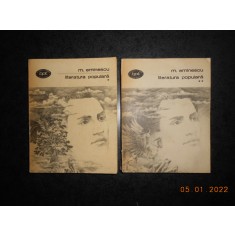 bpt
m. eminescu
literatura populară
*
bpt
m. eminescu
literatura populară
**
05 01 2022